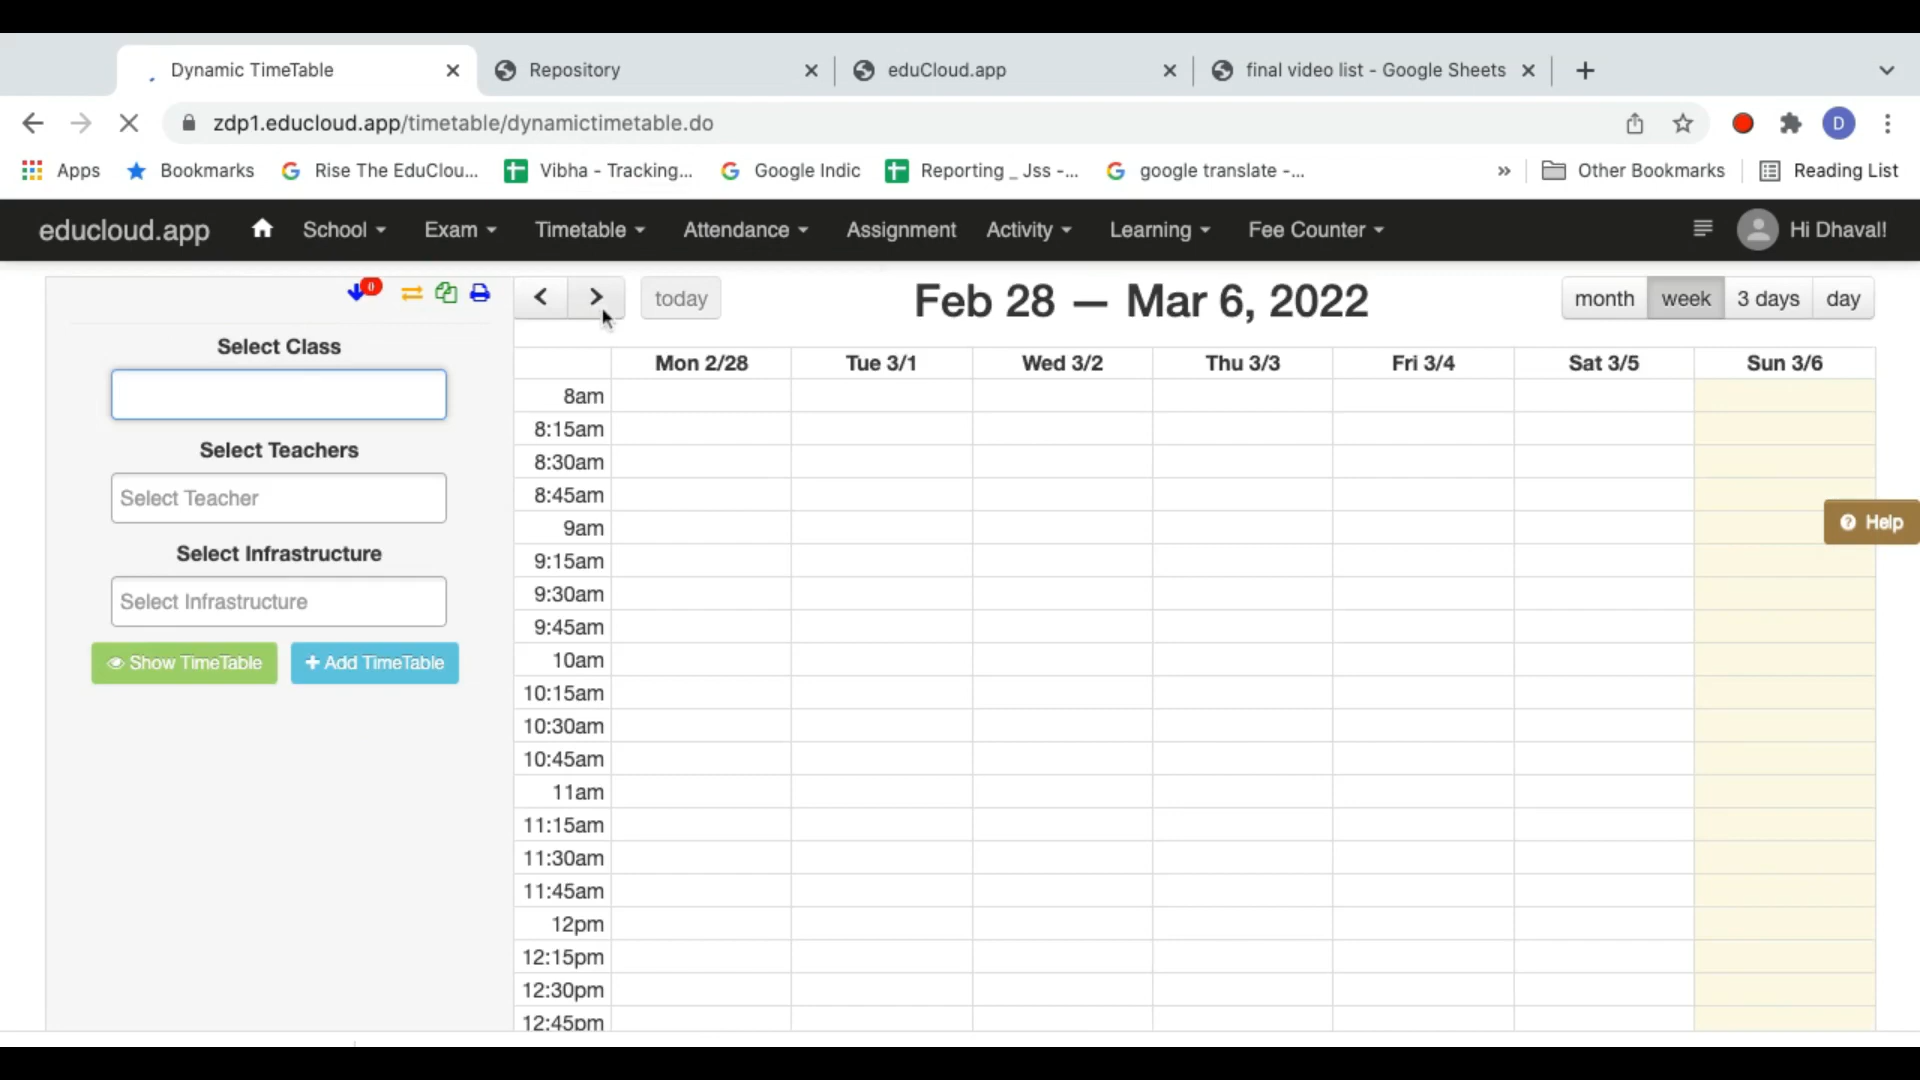 Dynamic TimeTable
Repository
eduCloud.app
final video list - Google Sheets
zdp1.educloud.app/timetable/dynamictimetable.do
D
Apps
Bookmarks
Rise The EduClou...
Vibha - Tracking...
Google Indic
Reporting _ Jss -...
google translate -...
»
Other Bookmarks
Reading List
educloud.app
School
Exam
Timetable
Attendance
Assignment
Activity
Learning
Fee Counter
Hi Dhaval!
0
today
Feb 28 — Mar 6, 2022
month
week
3 days
day
Select Class
Select Teachers
Select Teacher
Select Infrastructure
Select Infrastructure
Show TimeTable
+ Add TimeTable
Mon 2/28
Tue 3/1
Wed 3/2
Thu 3/3
Fri 3/4
Sat 3/5
Sun 3/6
8am
8:15am
8:30am
8:45am
9am
9:15am
9:30am
9:45am
10am
10:15am
10:30am
10:45am
11am
11:15am
11:30am
11:45am
12pm
12:15pm
12:30pm
12:45pm
Help